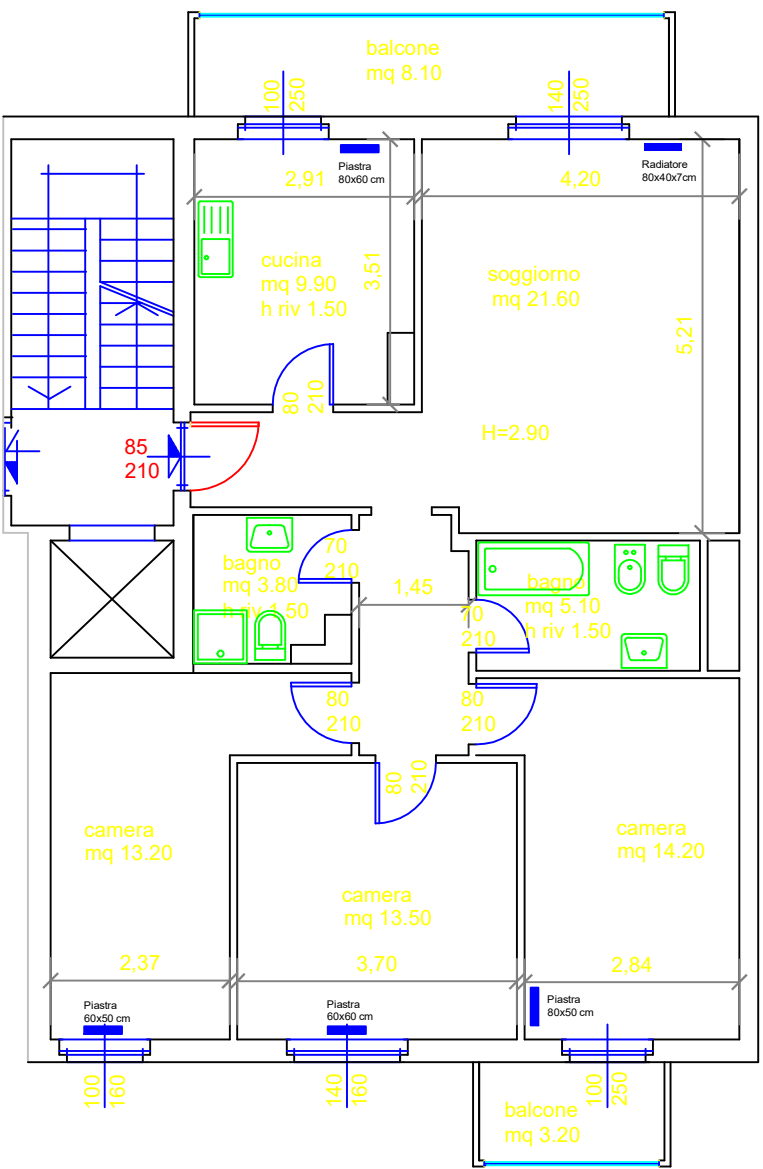 balcone
mq 8.10
100
250
140
250
Piastra
80x60 cm
Radiatore
80x40x7cm
2,91
4,20
cucina
mq 9.90
h riv 1.50
3,51
soggiorno
mq 21.60
5,21
80
210
H=2.90
85
210
bagno
mq 3.80
h riv 1.50
70
210
1,45
bagno
mq 5.10
h riv 1.50
70
210
80
210
80
210
80
210
camera
mq 13.20
camera
mq 13.50
camera
mq 14.20
2,37
3,70
2,84
Piastra
60x50 cm
Piastra
60x60 cm
Piastra
80x50 cm
100
160
140
160
100
250
balcone
mq 3.20